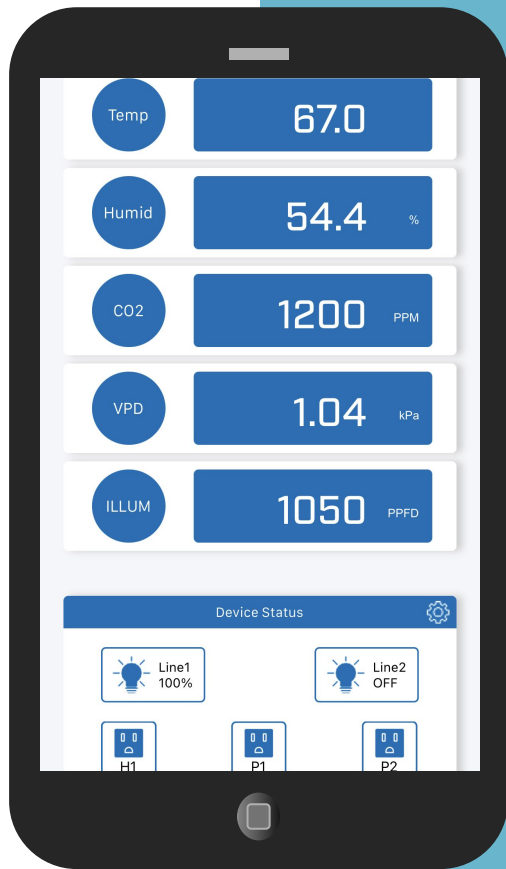 Temp 67.0
Humid 54.4 %
CO2 1200 PPM
VPD 1.04 kPa
ILLUM 1050 PPFD
Device Status
Line1 Line2
100% OFF
H1 P1 P2